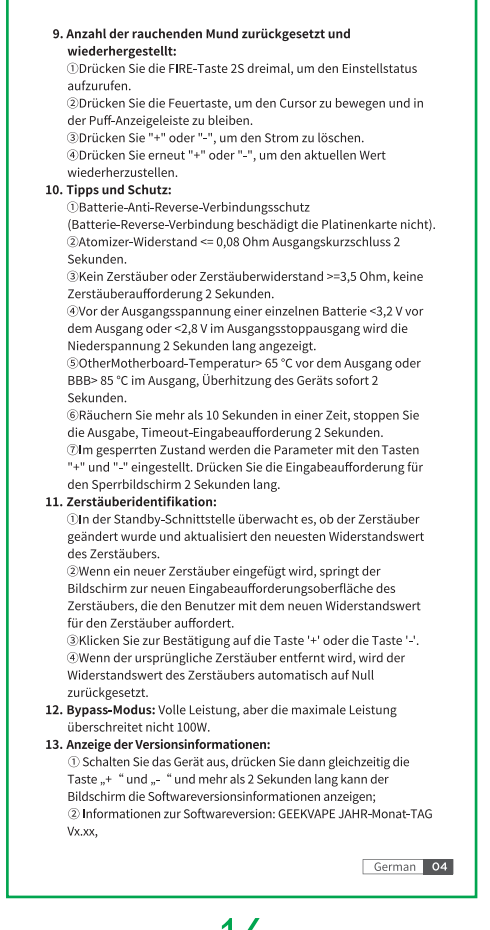 9. Anzahl der rauchenden Mund zurückgesetzt und
wiederhergestellt:
①Drücken Sie die FIRE-Taste 2S dreimal, um den Einstellstatus
aufzurufen.
②Drücken Sie die Feuertaste, um den Cursor zu bewegen und in
der Puff-Anzeigeleiste zu bleiben.
③Drücken Sie "+" oder "-", um den Strom zu löschen.
④Drücken Sie erneut "+" oder "-", um den aktuellen Wert
wiederherzustellen.
10. Tipps und Schutz:
①Batterie-Anti-Reverse-Verbindungsschutz
(Batterie-Reverse-Verbindung beschädigt die Platinenkarte nicht).
②Atomizer-Widerstand <= 0,08 Ohm Ausgangskurzschluss 2
Sekunden.
③Kein Zerstäuber oder Zerstäuberwiderstand >=3,5 Ohm, keine
Zerstäuberaufforderung 2 Sekunden.
④Vor der Ausgangsspannung einer einzelnen Batterie <3,2 V vor
dem Ausgang oder <2,8 V im Ausgangsstoppausgang wird die
Niederspannung 2 Sekunden lang angezeigt.
⑤OtherMotherboard-Temperatur> 65 °C vor dem Ausgang oder
BBB> 85 °C im Ausgang, Überhitzung des Geräts sofort 2
Sekunden.
⑥Räuchern Sie mehr als 10 Sekunden in einer Zeit, stoppen Sie
die Ausgabe, Timeout-Eingabeaufforderung 2 Sekunden.
⑦Im gesperrten Zustand werden die Parameter mit den Tasten
"+" und "-" eingestellt. Drücken Sie die Eingabeaufforderung für
den Sperrbildschirm 2 Sekunden lang.
11. Zerstäuberidentifikation:
①In der Standby-Schnittstelle überwacht es, ob der Zerstäuber
geändert wurde und aktualisiert den neuesten Widerstandswert
des Zerstäubers.
②Wenn ein neuer Zerstäuber eingefügt wird, springt der
Bildschirm zur neuen Eingabeaufforderungsoberfläche des
Zerstäubers, die den Benutzer mit dem neuen Widerstandswert
für den Zerstäuber auffordert.
③Klicken Sie zur Bestätigung auf die Taste '+' oder die Taste '-'.
④Wenn der ursprüngliche Zerstäuber entfernt wird, wird der
Widerstandswert des Zerstäubers automatisch auf Null
zurückgesetzt.
12. Bypass-Modus: Volle Leistung, aber die maximale Leistung
überschreitet nicht 100W.
13. Anzeige der Versionsinformationen:
① Schalten Sie das Gerät aus, drücken Sie dann gleichzeitig die
Taste „+ “ und „- “ und mehr als 2 Sekunden lang kann der
Bildschirm die Softwareversionsinformationen anzeigen;
② Informationen zur Softwareversion: GEEKVAPE JAHR-Monat-TAG
Vx.xx,
German 04